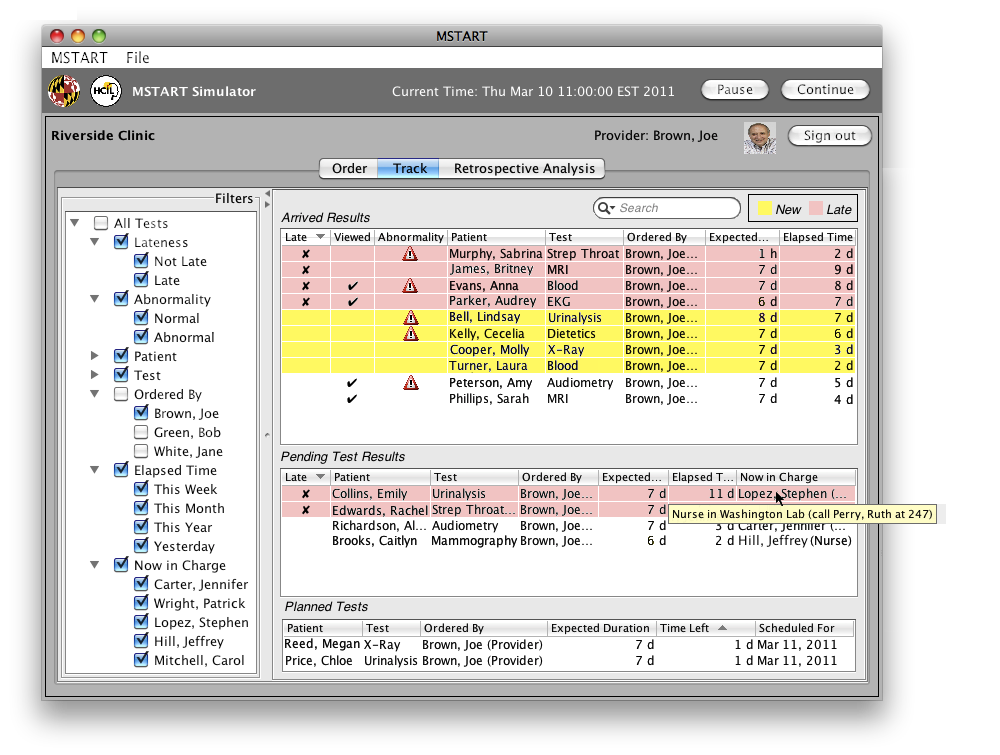 MSTART
MSTART File
HCIL MSTART Simulator Current Time: Thu Mar 10 11:00:00 EST 2011 Pause Continue
Riverside Clinic Provider: Brown, Joe Sign out
Order Track Retrospective Analysis
Filters
All Tests
Lateness
Not Late
Late
Abnormality
Normal
Abnormal
Patient
Test
Ordered By
Brown, Joe
Green, Bob
White, Jane
Elapsed Time
This Week
This Month
This Year
Yesterday
Now in Charge
Carter, Jennifer
Wright, Patrick
Lopez, Stephen
Hill, Jeffrey
Mitchell, Carol
Arrived Results Search New Late
Late Viewed Abnormality Patient Test Ordered By Expected... Elapsed Time
✘ Murphy, Sabrina Strep Throat Brown, Joe... 1 h 2 d
✘ James, Britney MRI Brown, Joe... 7 d 9 d
✘ ✔ Evans, Anna Blood Brown, Joe... 7 d 8 d
✘ ✔ Parker, Audrey EKG Brown, Joe... 6 d 7 d
Bell, Lindsay Urinalysis Brown, Joe... 8 d 7 d
Kelly, Cecelia Dietetics Brown, Joe... 7 d 6 d
Cooper, Molly X-Ray Brown, Joe... 7 d 3 d
Turner, Laura Blood Brown, Joe... 7 d 2 d
✔ Peterson, Amy Audiometry Brown, Joe... 7 d 5 d
✔ Phillips, Sarah MRI Brown, Joe... 7 d 4 d
Pending Test Results
Late Patient Test Ordered By Expected... Elapsed T... Now in Charge
✘ Collins, Emily Urinalysis Brown, Joe... 7 d 11 d Lopez, Stephen (...
✘ Edwards, Rachel Strep Throat... Brown, Joe... 7 d
Nurse in Washington Lab (call Perry, Ruth at 247)
Richardson, Al... Audiometry Brown, Joe... 7 d 3 d Carter, Jennifer (...
Brooks, Caitlyn Mammography Brown, Joe... 6 d 2 d Hill, Jeffrey (Nurse)
Planned Tests
Patient Test Ordered By Expected Duration Time Left Scheduled For
Reed, Megan X-Ray Brown, Joe (Provider) 7 d 1 d Mar 11, 2011
Price, Chloe Urinalysis Brown, Joe (Provider) 7 d 1 d Mar 11, 2011